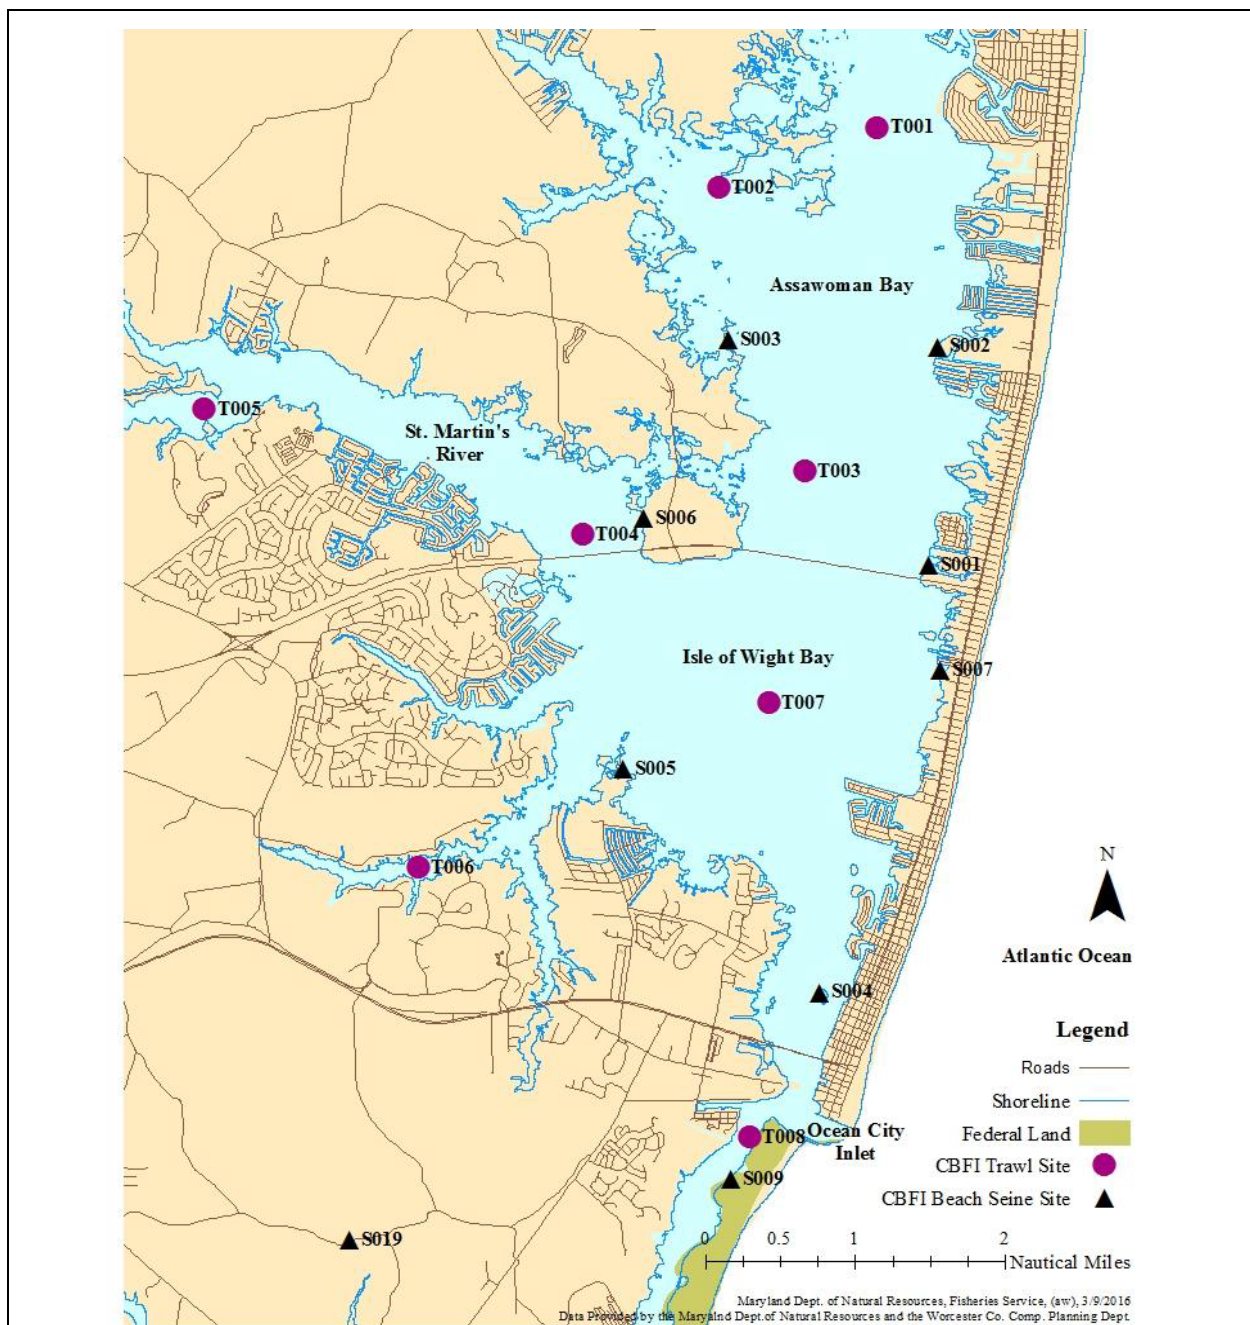 T001
T002
Assawoman Bay
S003
S002
T005
St. Martin's
River
T003
S006
T004
S001
Isle of Wight Bay
S007
T007
S005
T006
N
Atlantic Ocean
S004
Legend
Roads
Shoreline
Federal Land
CBFI Trawl Site
CBFI Beach Seine Site
T008
Ocean City
Inlet
S009
S019
0 0.5 1 2
Nautical Miles
Maryland Dept. of Natural Resources, Fisheries Service, (aw), 3/9/2016
Data Provided by the Maryalnd Dept.of Natural Resources and the Worcester Co. Comp. Planning Dept.